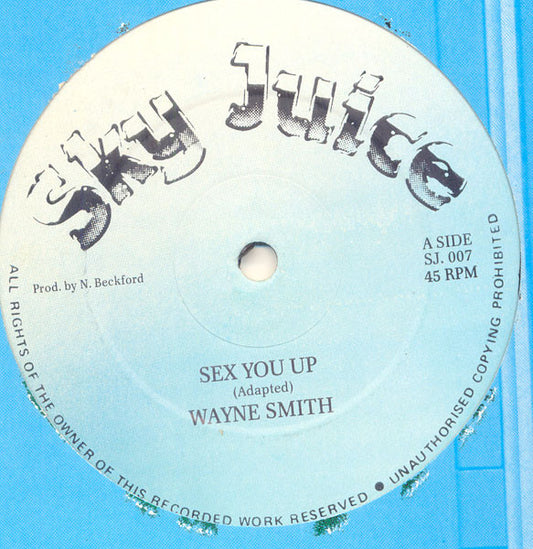 Sky Juice
Prod. by N. Beckford
A SIDE
SJ. 007
45 RPM
SEX YOU UP
(Adapted)
WAYNE SMITH
ALL RIGHTS OF THE OWNER OF THIS RECORDED WORK RESERVED ● UNAUTHORISED COPYING PROHIBITED